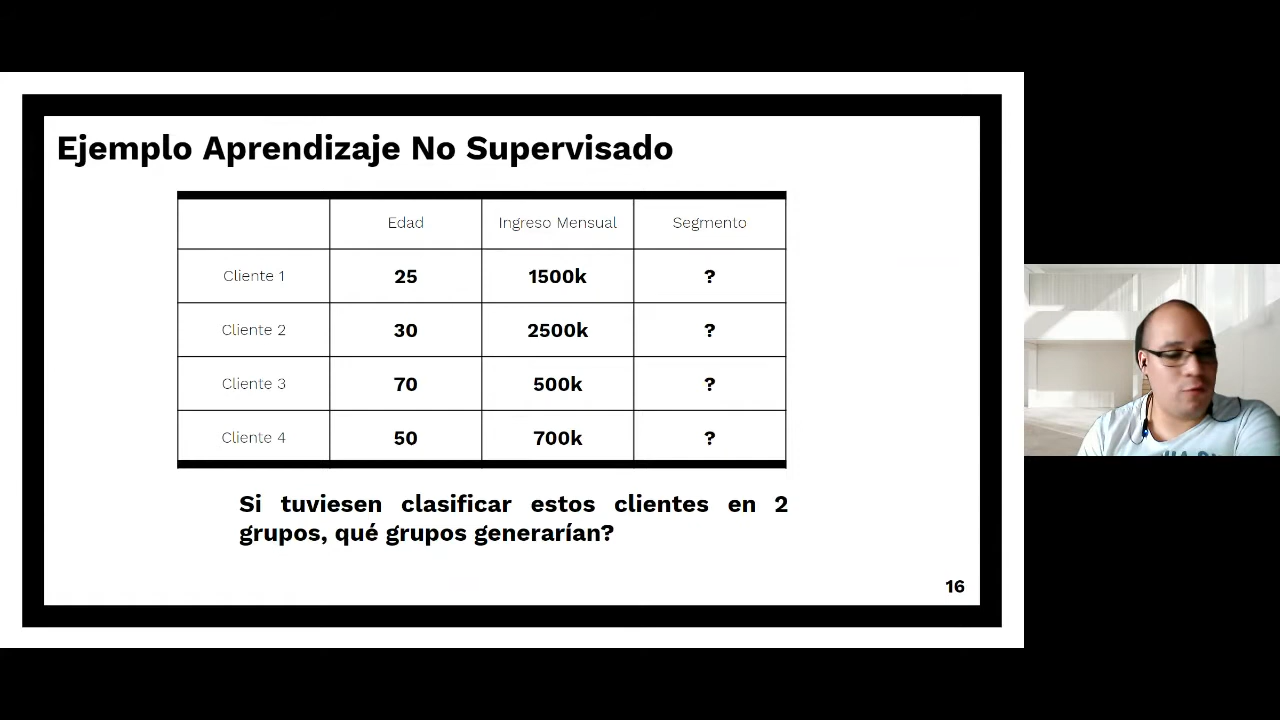 Ejemplo Aprendizaje No Supervisado
Edad Ingreso Mensual Segmento
Cliente 1 25 1500k ?
Cliente 2 30 2500k ?
Cliente 3 70 500k ?
Cliente 4 50 700k ?
Si tuviesen clasificar estos clientes en 2
grupos, qué grupos generarían?
16